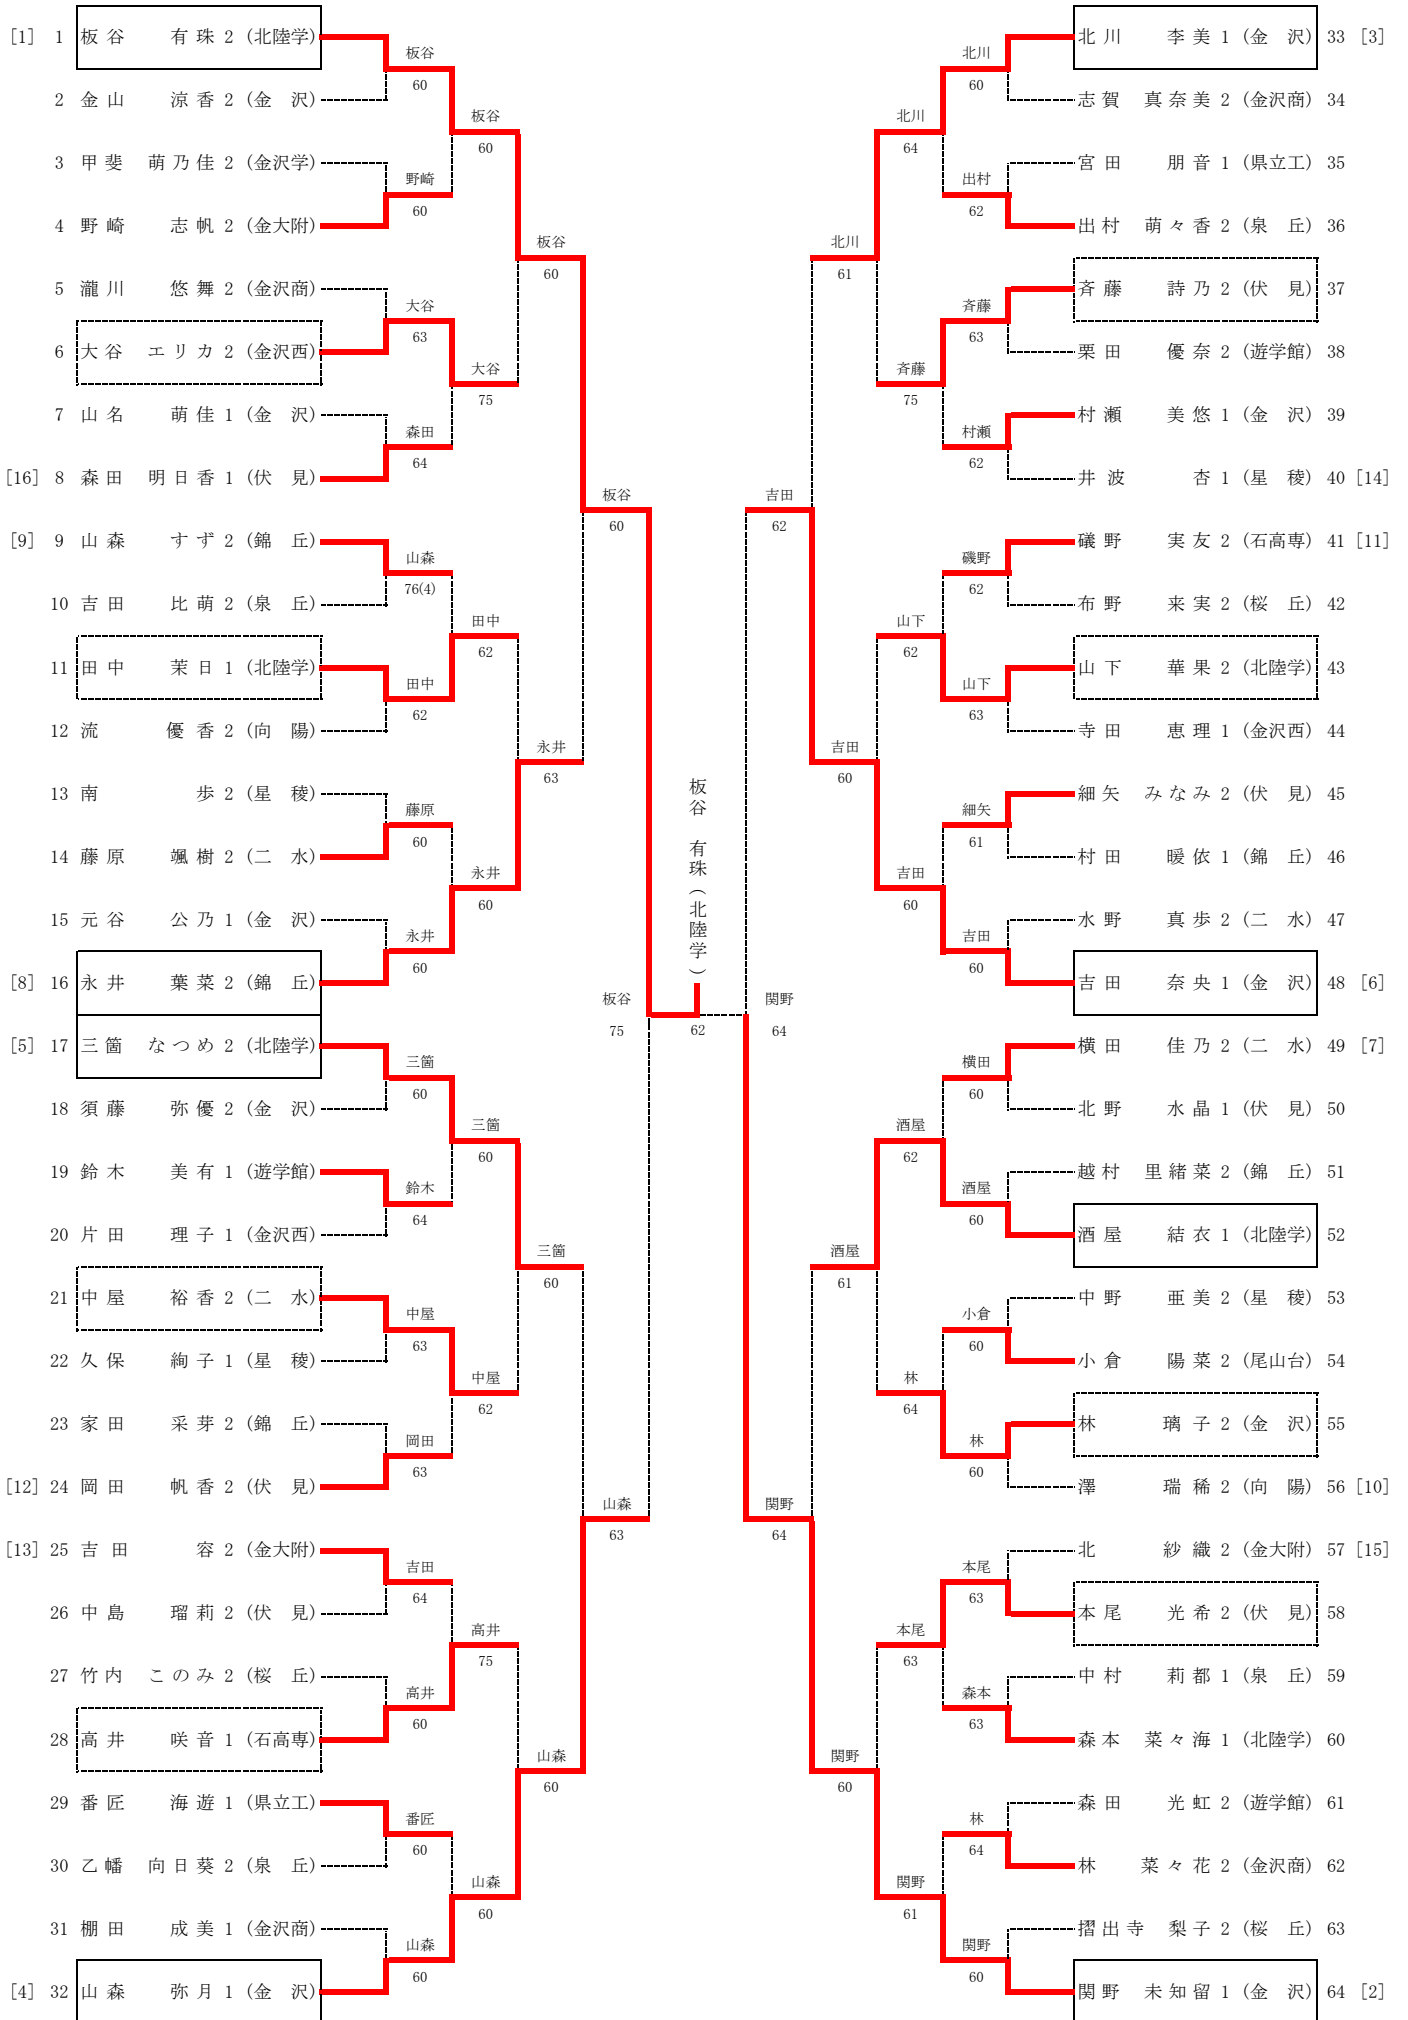 [1] 1 板谷 有珠 2 (北陸学)
2 金山 涼香 2 (金 沢)
3 甲斐 萌乃佳 2 (金沢学)
4 野崎 志帆 2 (金大附)
5 瀧川 悠舞 2 (金沢商)
6 大谷 エリカ 2 (金沢西)
7 山名 萌佳 1 (金 沢)
[16] 8 森田 明日香 1 (伏 見)
[9] 9 山森 すず 2 (錦 丘)
10 吉田 比萌 2 (泉 丘)
11 田中 茉日 1 (北陸学)
12 流 優香 2 (向 陽)
13 南 歩 2 (星 稜)
14 藤原 颯樹 2 (二 水)
15 元谷 公乃 1 (金 沢)
[8] 16 永井 葉菜 2 (錦 丘)
[5] 17 三箇 なつめ 2 (北陸学)
18 須藤 弥優 2 (金 沢)
19 鈴木 美有 1 (遊学館)
20 片田 理子 1 (金沢西)
21 中屋 裕香 2 (二 水)
22 久保 絢子 1 (星 稜)
23 家田 采芽 2 (錦 丘)
[12] 24 岡田 帆香 2 (伏 見)
[13] 25 吉田 容 2 (金大附)
26 中島 瑠莉 2 (伏 見)
27 竹内 このみ 2 (桜 丘)
28 高井 咲音 1 (石高専)
29 番匠 海遊 1 (県立工)
30 乙幡 向日葵 2 (泉 丘)
31 棚田 成美 1 (金沢商)
[4] 32 山森 弥月 1 (金 沢)
板谷
60
野崎
60
大谷
63
森田
64
山森
76(4)
田中
62
藤原
60
永井
60
三箇
60
鈴木
64
中屋
63
岡田
63
吉田
64
高井
60
番匠
60
山森
60
板谷
60
大谷
75
田中
62
永井
60
三箇
60
中屋
62
高井
75
山森
60
板谷
60
永井
63
三箇
60
山森
60
板谷
60
山森
63
板谷
75
板谷 有珠(北陸学)
62
関野
64
吉田
62
関野
64
北川
61
吉田
60
酒屋
61
関野
60
北川
64
斉藤
75
山下
62
吉田
60
酒屋
62
林
64
本尾
63
関野
61
北川
60
出村
62
斉藤
63
村瀬
62
磯野
62
山下
63
細矢
61
吉田
60
横田
60
酒屋
60
小倉
60
林
60
本尾
63
森本
63
林
64
関野
60
北川 李美 1 (金 沢) 33 [3]
志賀 真奈美 2 (金沢商) 34
宮田 朋音 1 (県立工) 35
出村 萌々香 2 (泉 丘) 36
斉藤 詩乃 2 (伏 見) 37
栗田 優奈 2 (遊学館) 38
村瀬 美悠 1 (金 沢) 39
井波 杏 1 (星 稜) 40 [14]
磯野 実友 2 (石高専) 41 [11]
布野 来実 2 (桜 丘) 42
山下 華果 2 (北陸学) 43
寺田 恵理 1 (金沢西) 44
細矢 みなみ 2 (伏 見) 45
村田 暖依 1 (錦 丘) 46
水野 真歩 2 (二 水) 47
吉田 奈央 1 (金 沢) 48 [6]
横田 佳乃 2 (二 水) 49 [7]
北野 水晶 1 (伏 見) 50
越村 里緒菜 2 (錦 丘) 51
酒屋 結衣 1 (北陸学) 52
中野 亜美 2 (星 稜) 53
小倉 陽菜 2 (尾山台) 54
林 璃子 2 (金 沢) 55
澤 瑞稀 2 (向 陽) 56 [10]
北 紗織 2 (金大附) 57 [15]
本尾 光希 2 (伏 見) 58
中村 莉都 1 (泉 丘) 59
森本 菜々海 1 (北陸学) 60
森田 光虹 2 (遊学館) 61
林 菜々花 2 (金沢商) 62
摺出寺 梨子 2 (桜 丘) 63
関野 未知留 1 (金 沢) 64 [2]